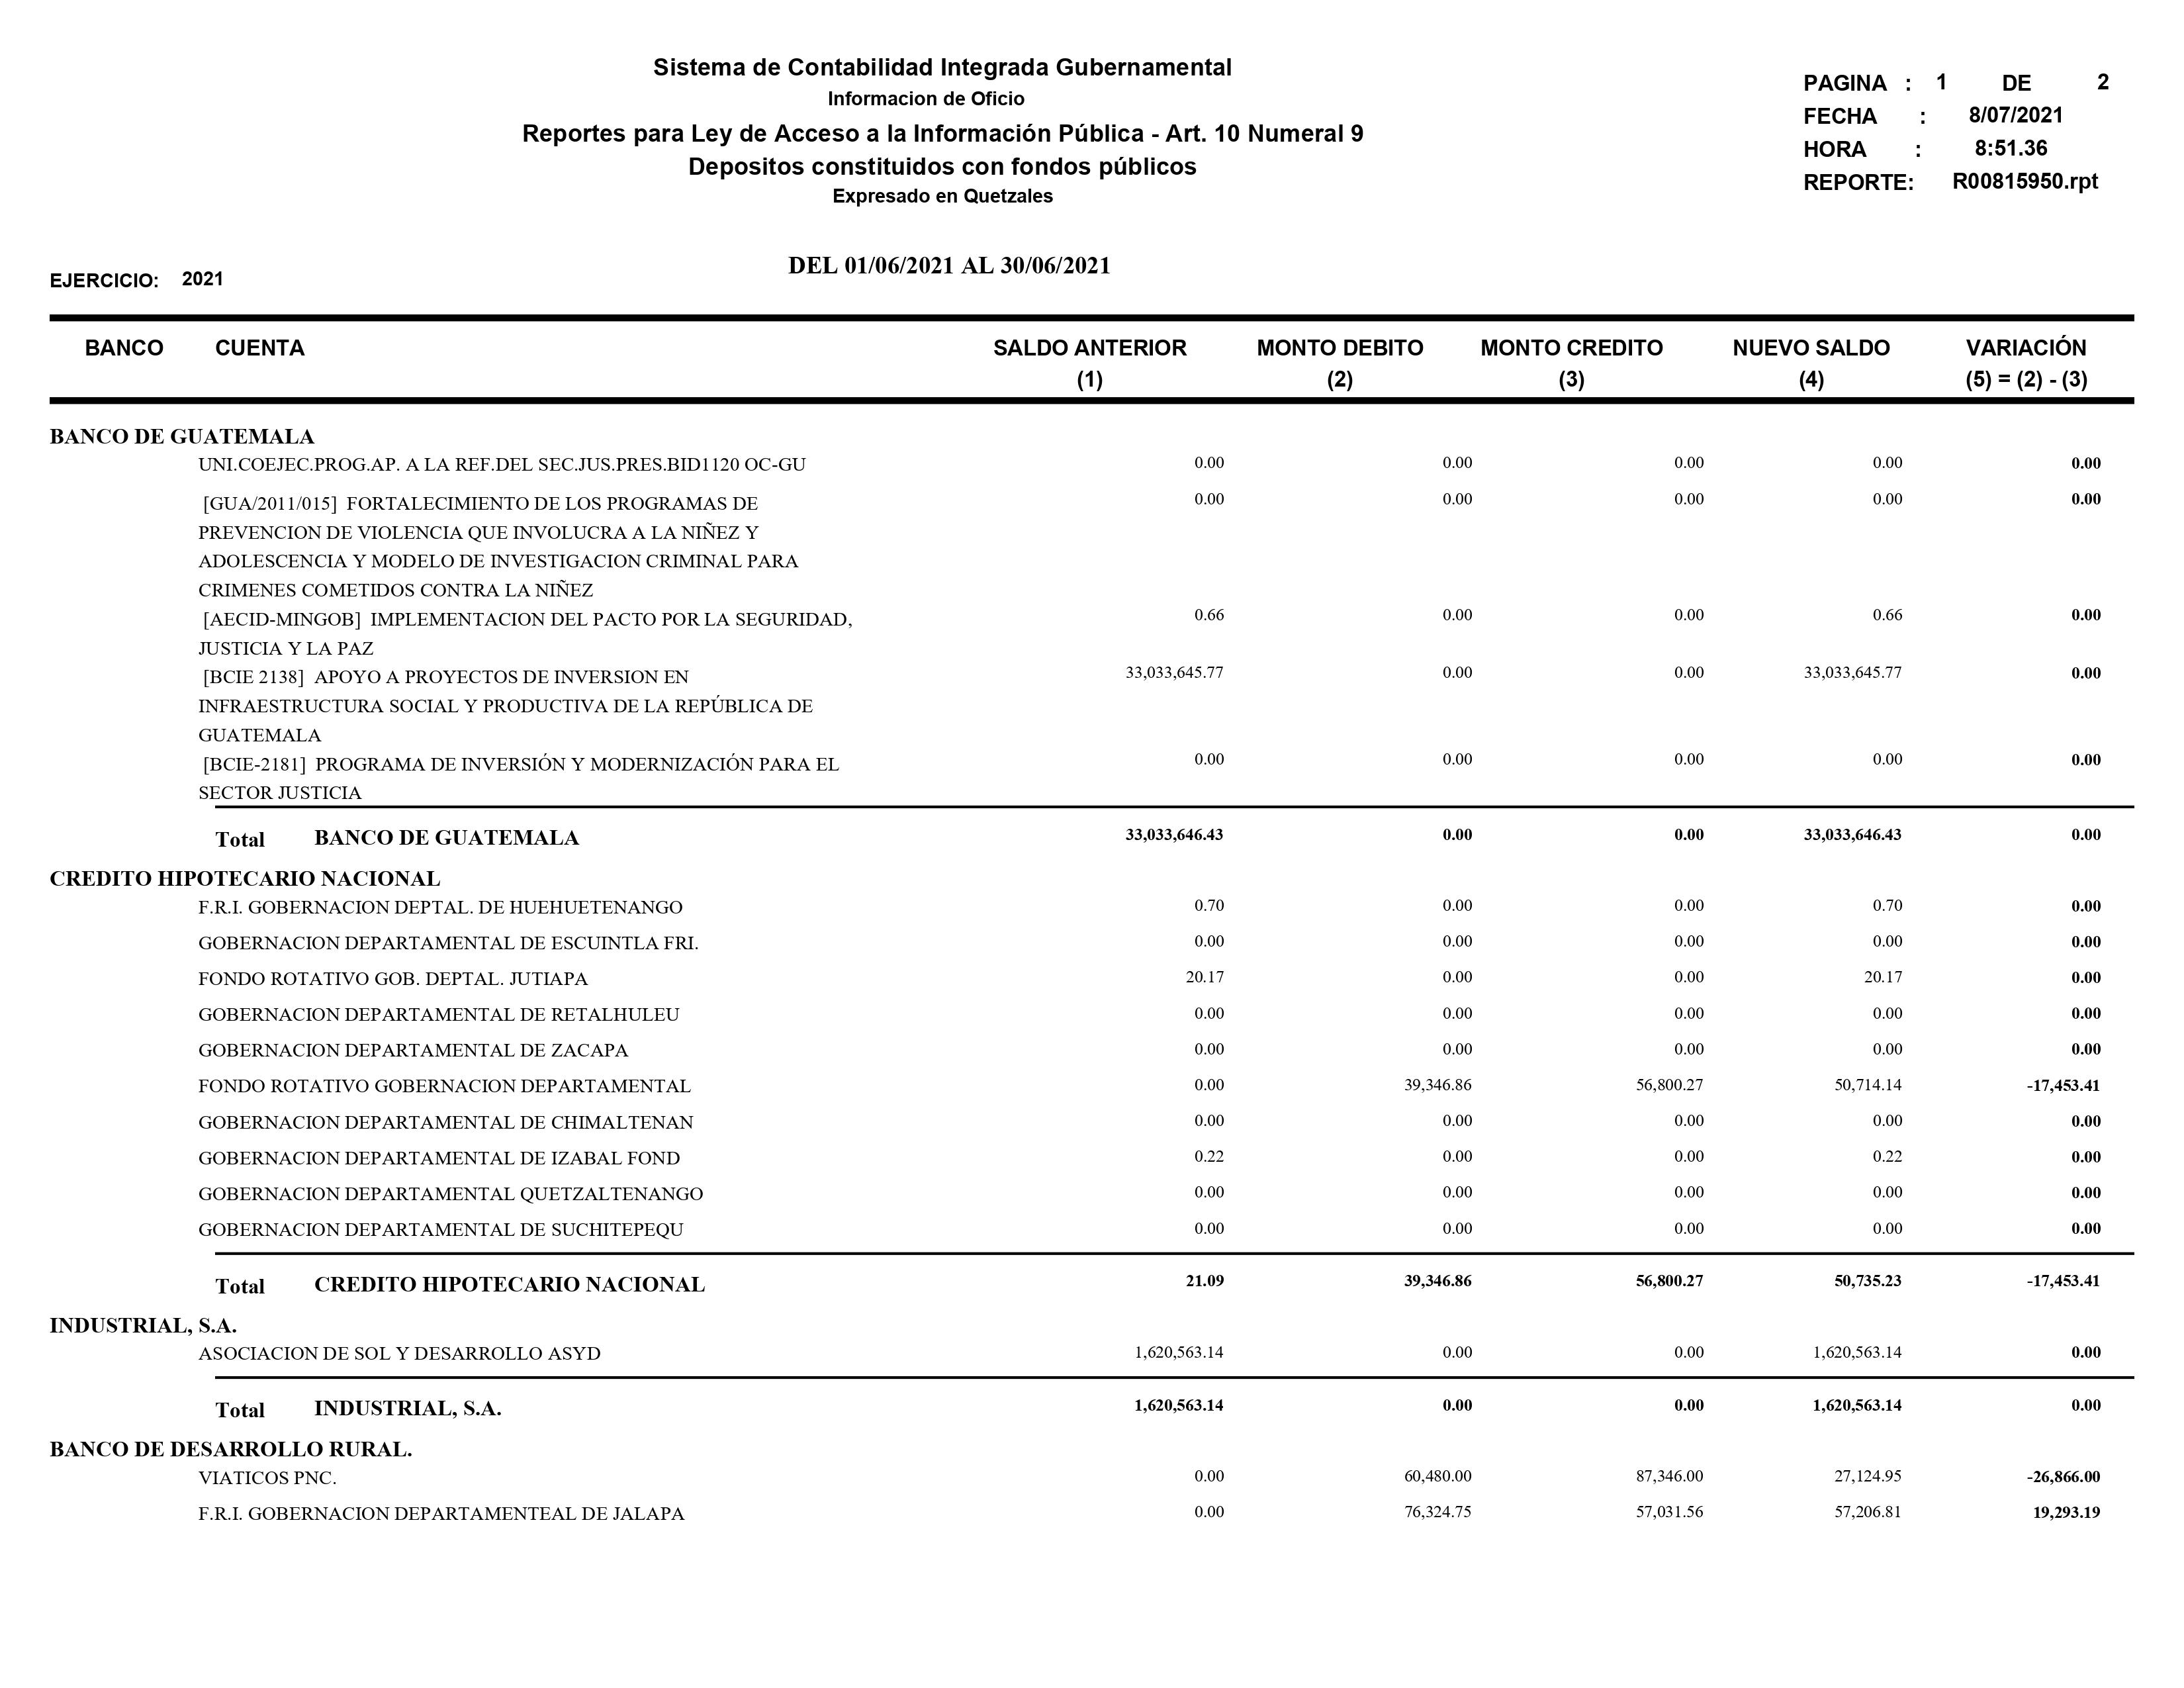 Sistema de Contabilidad Integrada Gubernamental
Informacion de Oficio
Reportes para Ley de Acceso a la Información Pública - Art. 10 Numeral 9
Depositos constituidos con fondos públicos
Expresado en Quetzales
PAGINA : 1 DE 2
FECHA : 8/07/2021
HORA : 8:51.36
REPORTE: R00815950.rpt
DEL 01/06/2021 AL 30/06/2021
EJERCICIO: 2021
BANCO CUENTA SALDO ANTERIOR MONTO DEBITO MONTO CREDITO NUEVO SALDO VARIACIÓN
(1) (2) (3) (4) (5) = (2) - (3)
BANCO DE GUATEMALA
UNI.COEJEC.PROG.AP. A LA REF.DEL SEC.JUS.PRES.BID1120 OC-GU 0.00 0.00 0.00 0.00 0.00
[GUA/2011/015] FORTALECIMIENTO DE LOS PROGRAMAS DE 0.00 0.00 0.00 0.00 0.00
PREVENCION DE VIOLENCIA QUE INVOLUCRA A LA NIÑEZ Y
ADOLESCENCIA Y MODELO DE INVESTIGACION CRIMINAL PARA
CRIMENES COMETIDOS CONTRA LA NIÑEZ
[AECID-MINGOB] IMPLEMENTACION DEL PACTO POR LA SEGURIDAD, 0.66 0.00 0.00 0.66 0.00
JUSTICIA Y LA PAZ
[BCIE 2138] APOYO A PROYECTOS DE INVERSION EN 33,033,645.77 0.00 0.00 33,033,645.77 0.00
INFRAESTRUCTURA SOCIAL Y PRODUCTIVA DE LA REPÚBLICA DE
GUATEMALA
[BCIE-2181] PROGRAMA DE INVERSIÓN Y MODERNIZACIÓN PARA EL 0.00 0.00 0.00 0.00 0.00
SECTOR JUSTICIA
Total BANCO DE GUATEMALA 33,033,646.43 0.00 0.00 33,033,646.43 0.00
CREDITO HIPOTECARIO NACIONAL
F.R.I. GOBERNACION DEPTAL. DE HUEHUETENANGO 0.70 0.00 0.00 0.70 0.00
GOBERNACION DEPARTAMENTAL DE ESCUINTLA FRI. 0.00 0.00 0.00 0.00 0.00
FONDO ROTATIVO GOB. DEPTAL. JUTIAPA 20.17 0.00 0.00 20.17 0.00
GOBERNACION DEPARTAMENTAL DE RETALHULEU 0.00 0.00 0.00 0.00 0.00
GOBERNACION DEPARTAMENTAL DE ZACAPA 0.00 0.00 0.00 0.00 0.00
FONDO ROTATIVO GOBERNACION DEPARTAMENTAL 0.00 39,346.86 56,800.27 50,714.14 -17,453.41
GOBERNACION DEPARTAMENTAL DE CHIMALTENAN 0.00 0.00 0.00 0.00 0.00
GOBERNACION DEPARTAMENTAL DE IZABAL FOND 0.22 0.00 0.00 0.22 0.00
GOBERNACION DEPARTAMENTAL QUETZALTENANGO 0.00 0.00 0.00 0.00 0.00
GOBERNACION DEPARTAMENTAL DE SUCHITEPEQU 0.00 0.00 0.00 0.00 0.00
Total CREDITO HIPOTECARIO NACIONAL 21.09 39,346.86 56,800.27 50,735.23 -17,453.41
INDUSTRIAL, S.A.
ASOCIACION DE SOL Y DESARROLLO ASYD 1,620,563.14 0.00 0.00 1,620,563.14 0.00
Total INDUSTRIAL, S.A. 1,620,563.14 0.00 0.00 1,620,563.14 0.00
BANCO DE DESARROLLO RURAL.
VIATICOS PNC. 0.00 60,480.00 87,346.00 27,124.95 -26,866.00
F.R.I. GOBERNACION DEPARTAMENTEAL DE JALAPA 0.00 76,324.75 57,031.56 57,206.81 19,293.19